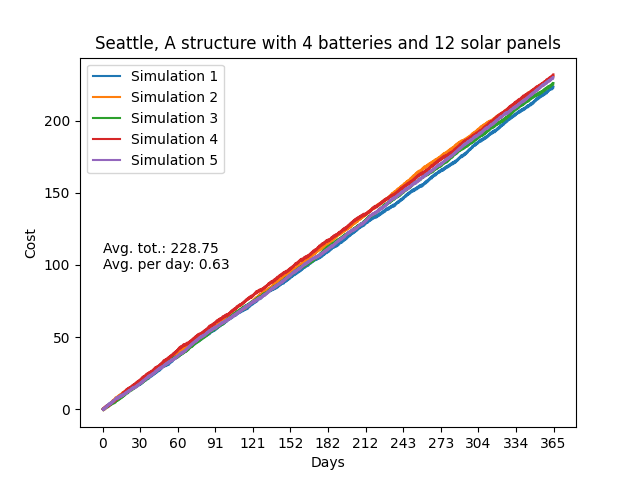 Seattle, A structure with 4 batteries and 12 solar panels
Simulation 1
Simulation 2
Simulation 3
Simulation 4
Simulation 5
Avg. tot.: 228.75
Avg. per day: 0.63
Cost
200
150
100
50
0
0 30 60 91 121 152 182 212 243 273 304 334 365
Days